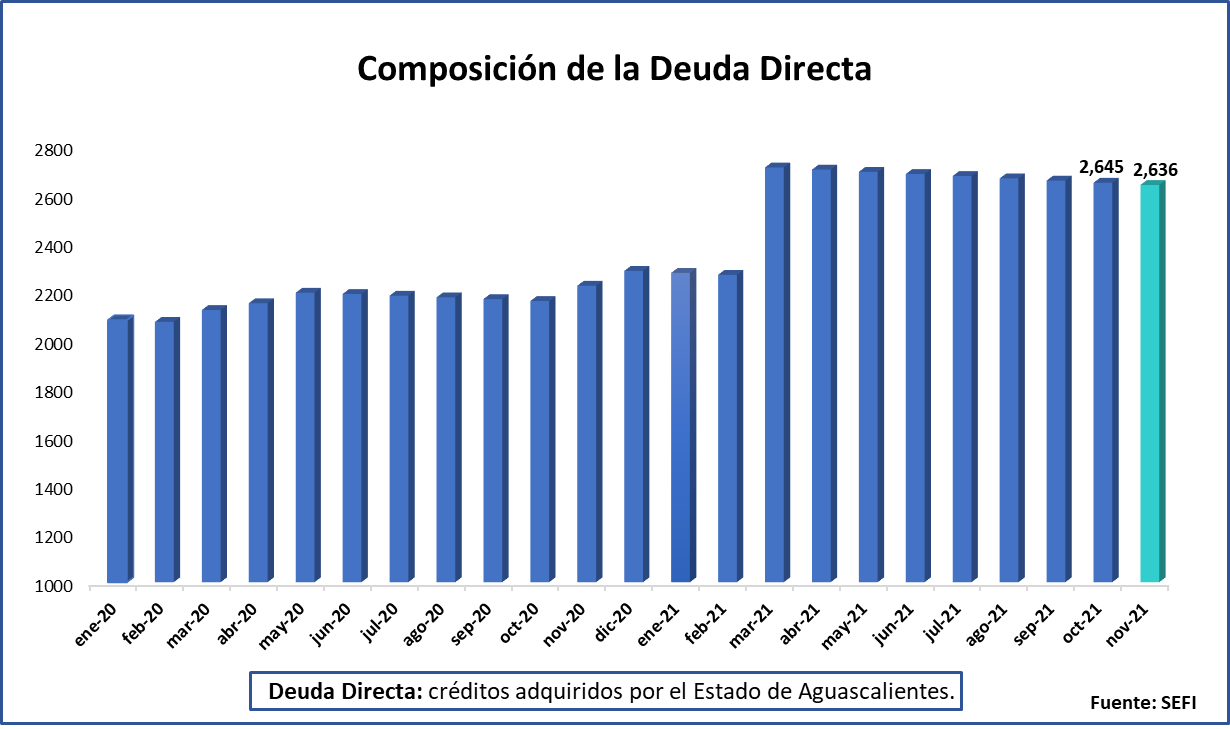 Composición de la Deuda Directa
2800
2600
2400
2200
2000
1800
1600
1400
1200
1000
2,645
2,636
ene-20
feb-20
mar-20
abr-20
may-20
jun-20
jul-20
ago-20
sep-20
oct-20
nov-20
dic-20
ene-21
feb-21
mar-21
abr-21
may-21
jun-21
jul-21
ago-21
sep-21
oct-21
nov-21
Deuda Directa: créditos adquiridos por el Estado de Aguascalientes.
Fuente: SEFI